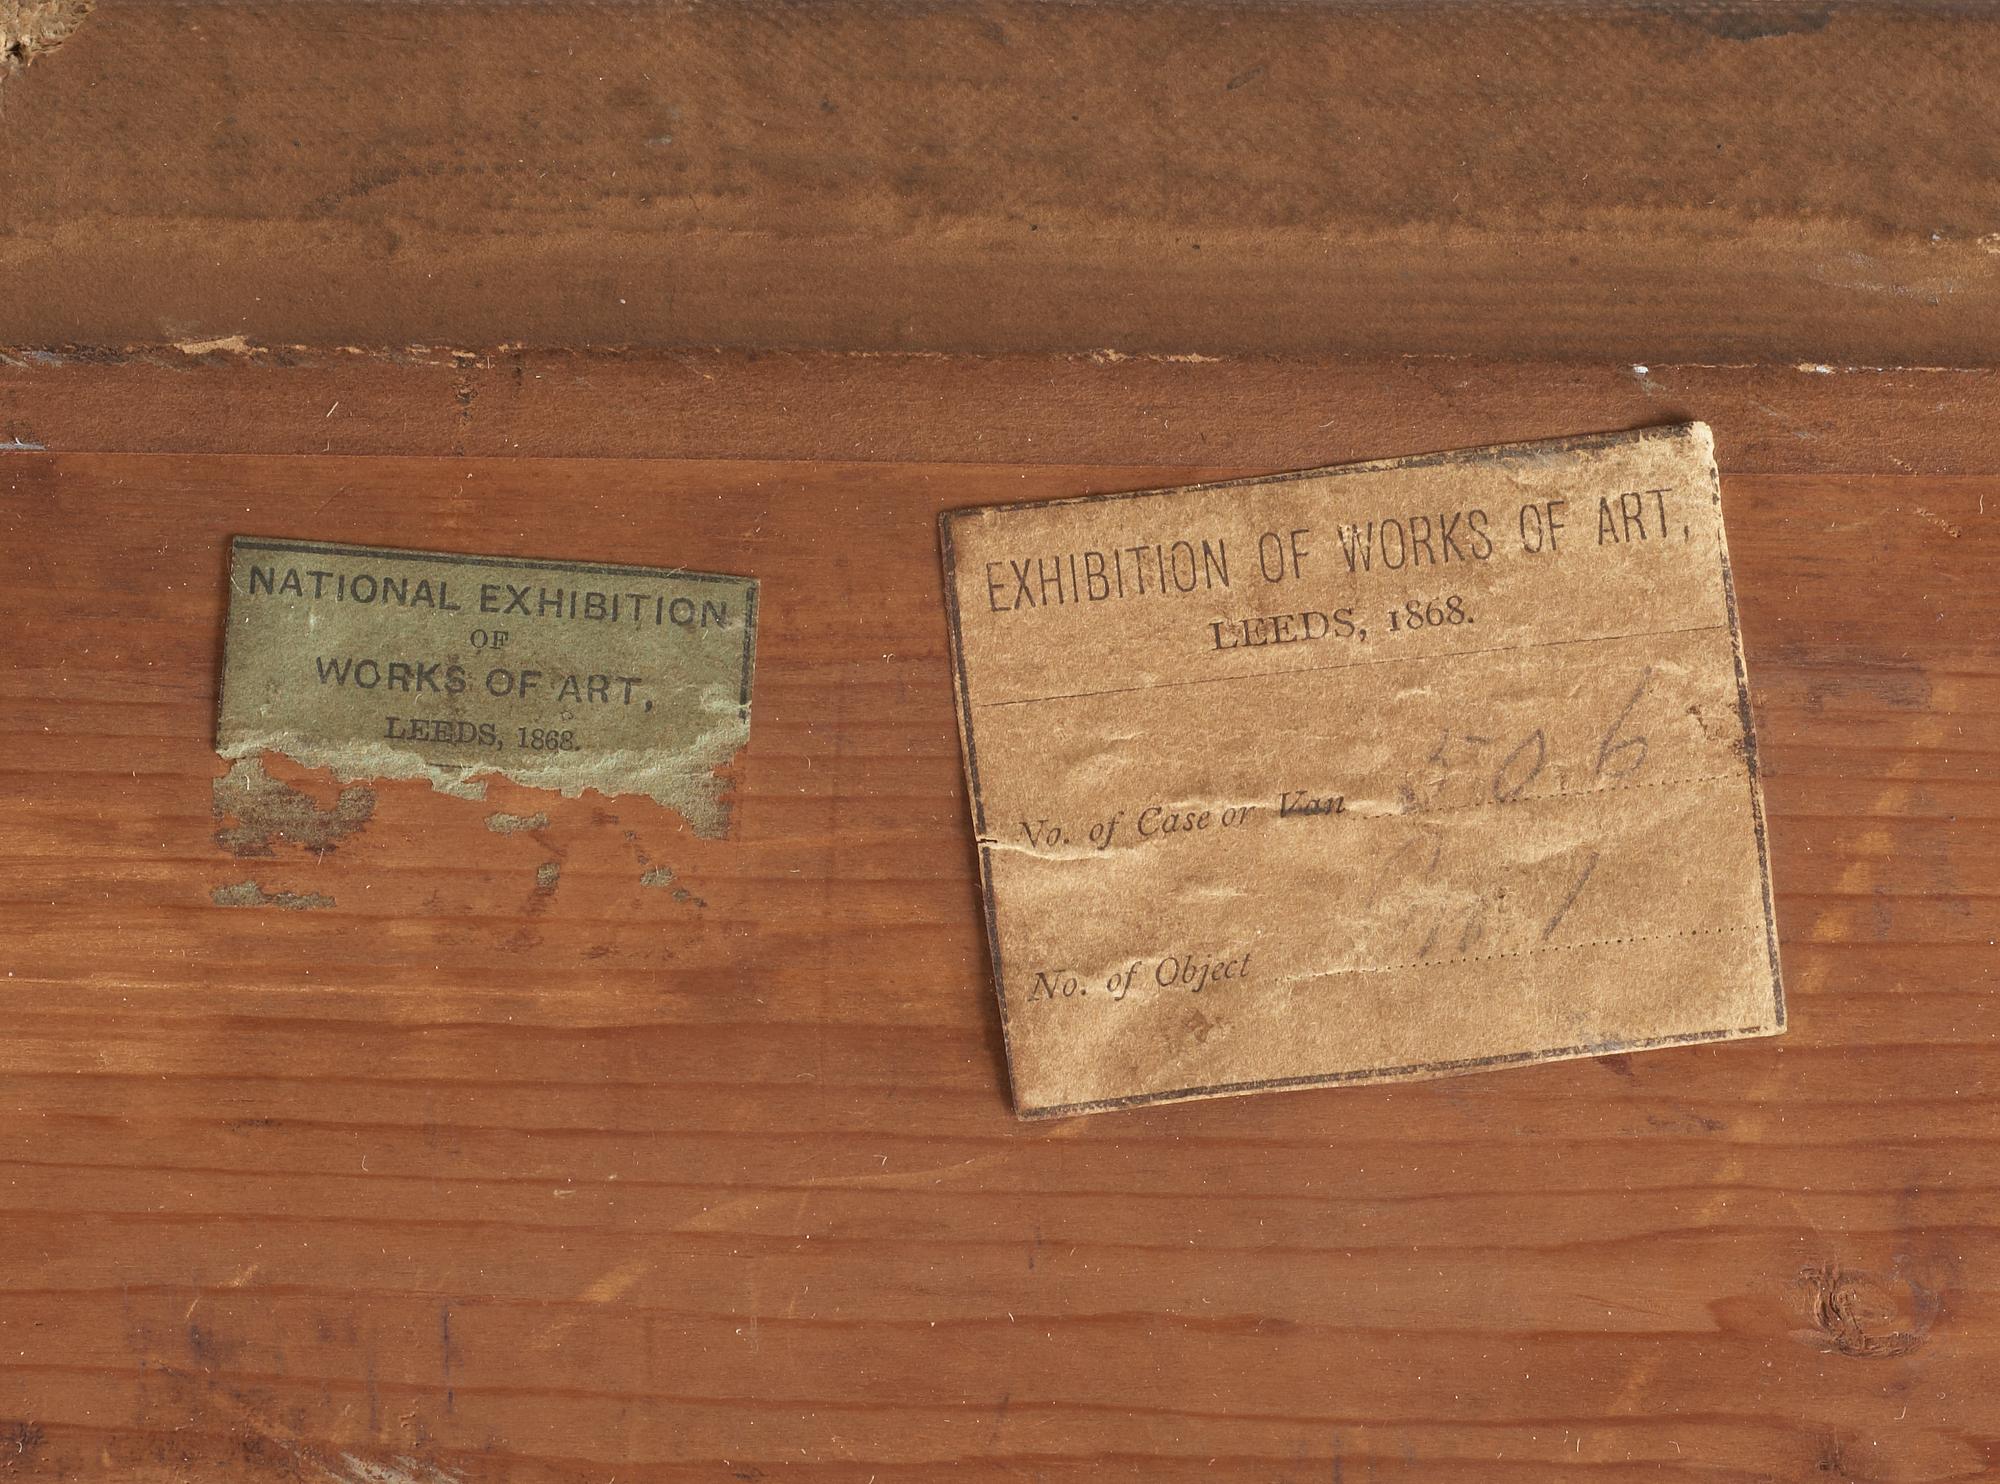 NATIONAL EXHIBITION
OF
WORKS OF ART,
LEEDS, 1868.
EXHIBITION OF WORKS OF ART,
LEEDS, 1868.
No. of Case or Van 506
No. of Object